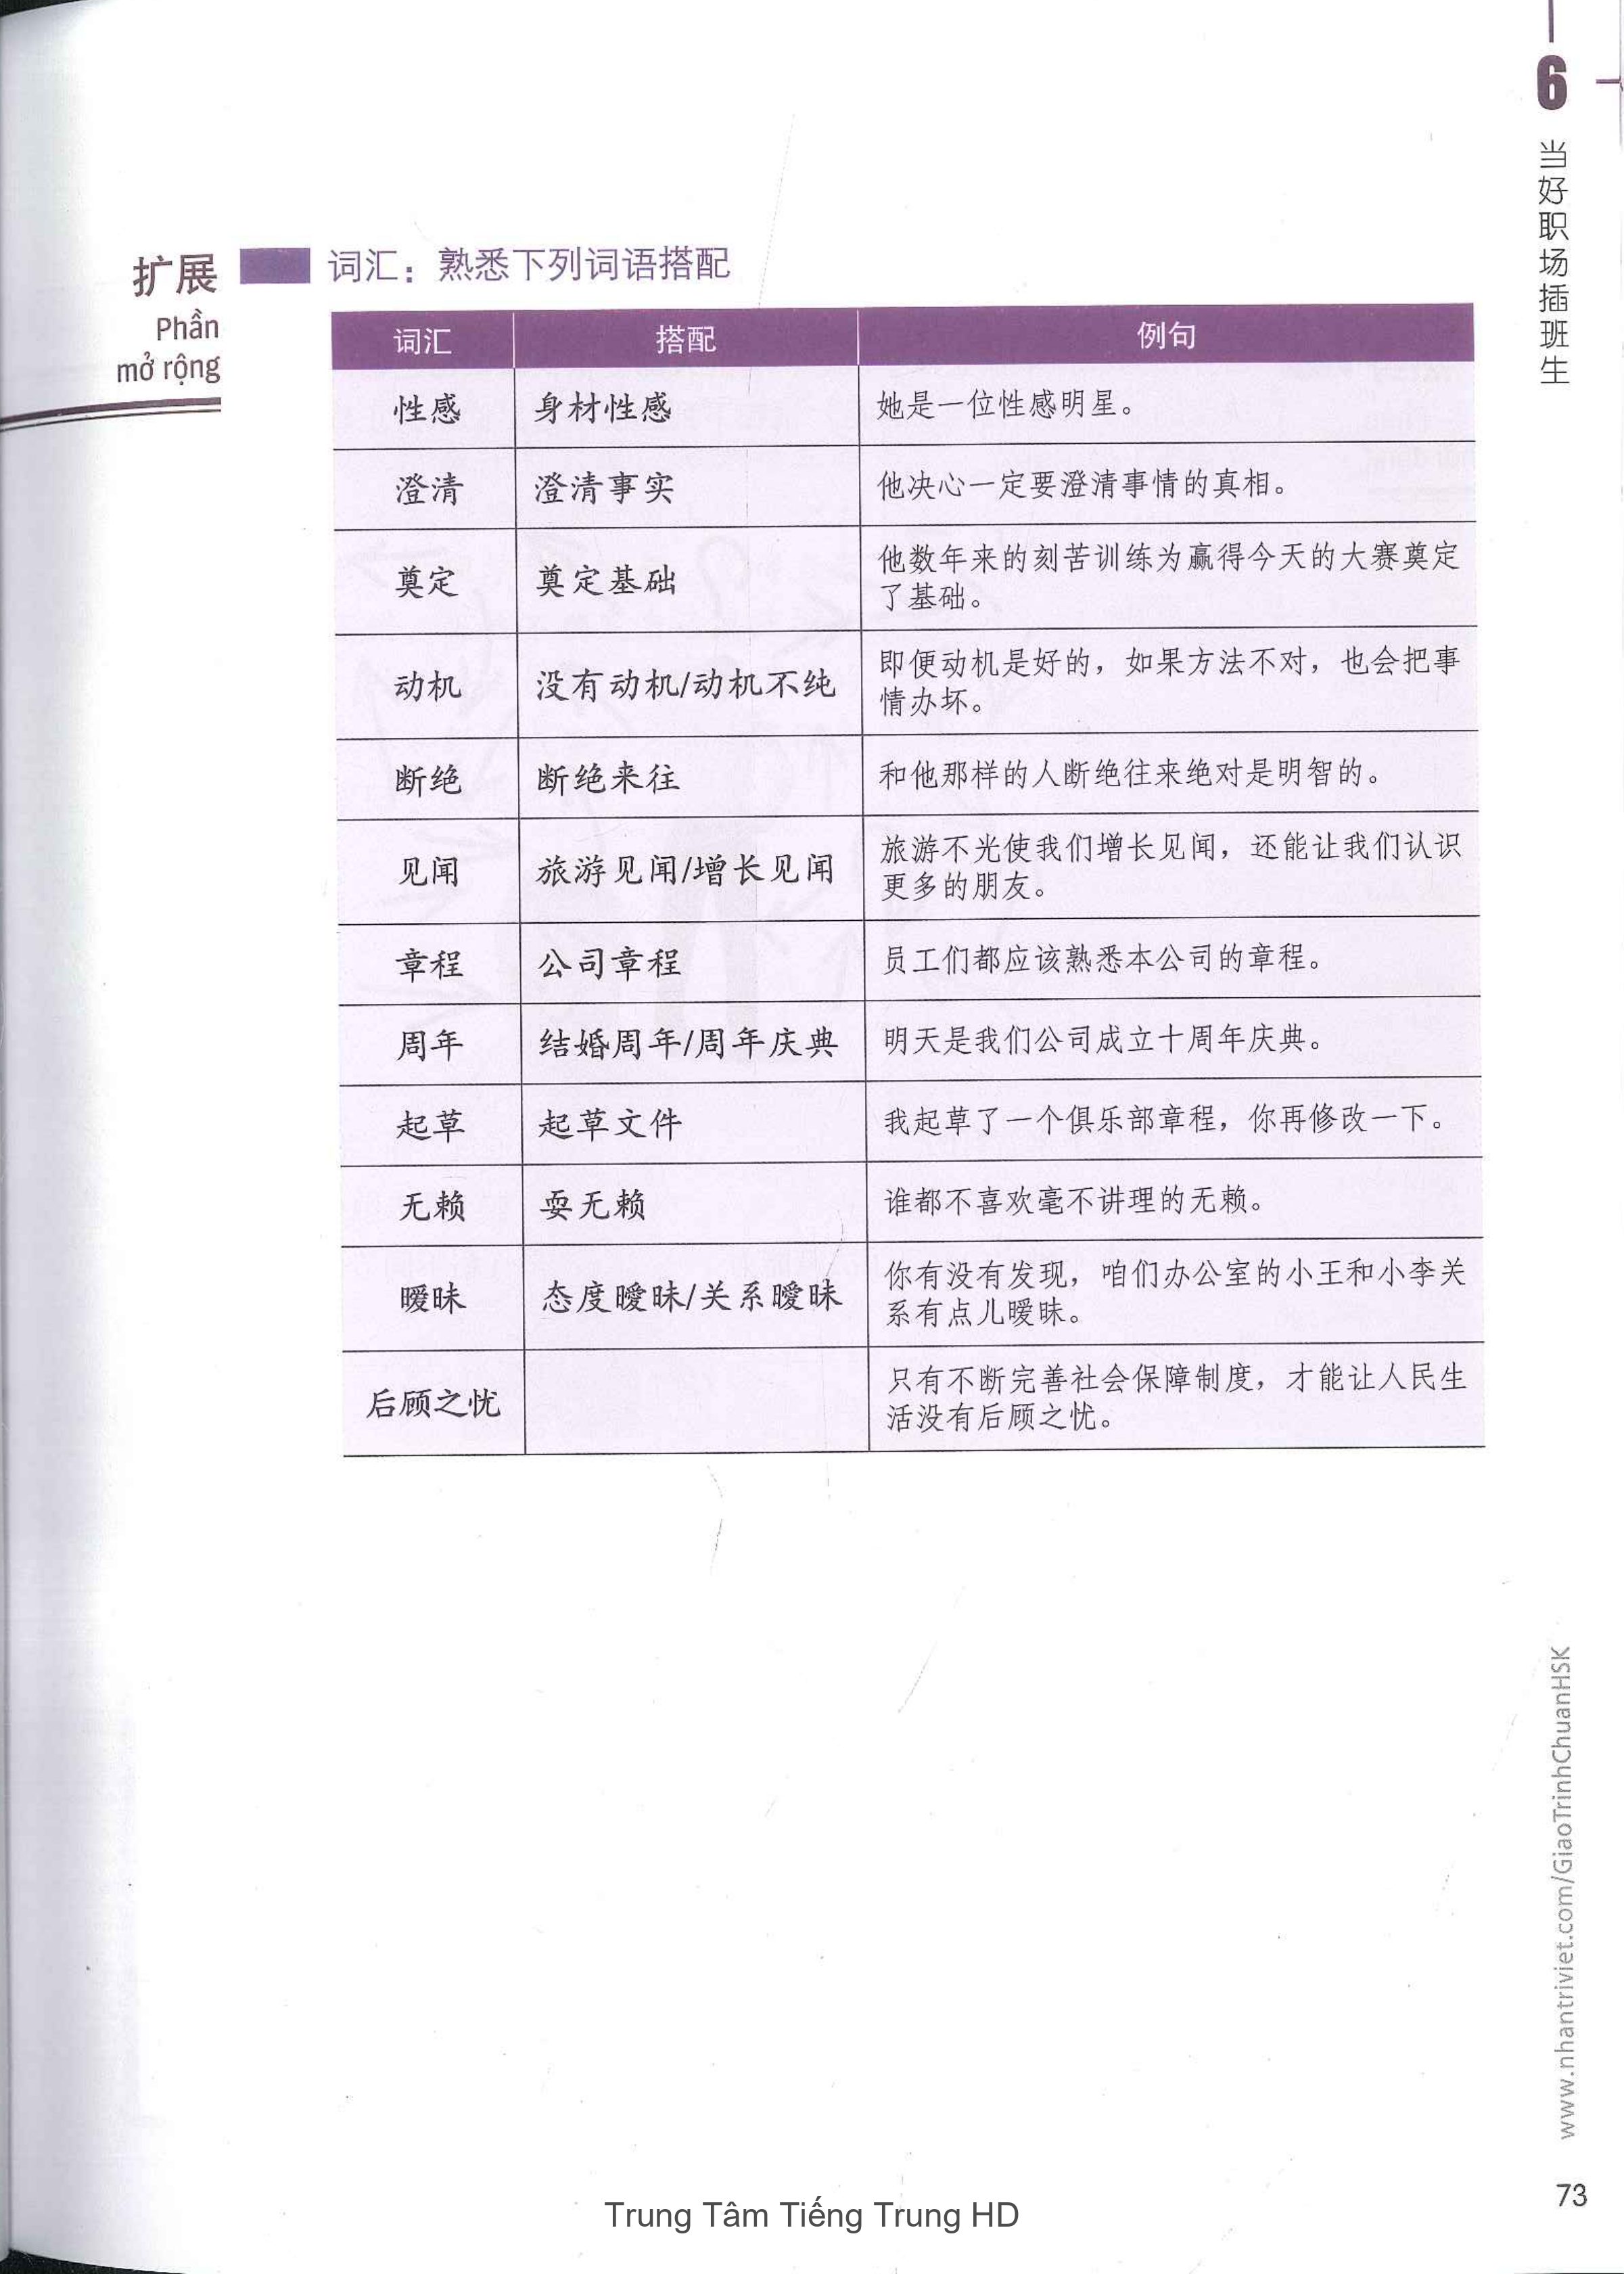 6
当好职场插班生
扩展
Phần
mở rộng
词汇：熟悉下列词语搭配
词汇 搭配 例句
性感 身材性感 她是一位性感明星。
澄清 澄清事实 他决心一定要澄清事情的真相。
奠定 奠定基础 他数年来的刻苦训练为赢得今天的大赛奠定
了基础。
动机 没有动机/动机不纯 即便动机是好的，如果方法不对，也会把事
情办坏。
断绝 断绝来往 和他那样的人断绝往来绝对是明智的。
见闻 旅游见闻/增长见闻 旅游不光使我们增长见闻，还能让我们认识
更多的朋友。
章程 公司章程 员工们都应该熟悉本公司的章程。
周年 结婚周年/周年庆典 明天是我们公司成立十周年庆典。
起草 起草文件 我起草了一个俱乐部章程，你再修改一下。
无赖 耍无赖 谁都不喜欢毫不讲理的无赖。
暧昧 态度暧昧/关系暧昧 你有没有发现，咱们办公室的小王和小李关
系有点儿暧昧。
后顾之忧 只有不断完善社会保障制度，才能让人民生
活没有后顾之忧。
www.nhantriviet.com/GiaoTrinhChuanHSK
73
Trung Tâm Tiếng Trung HD